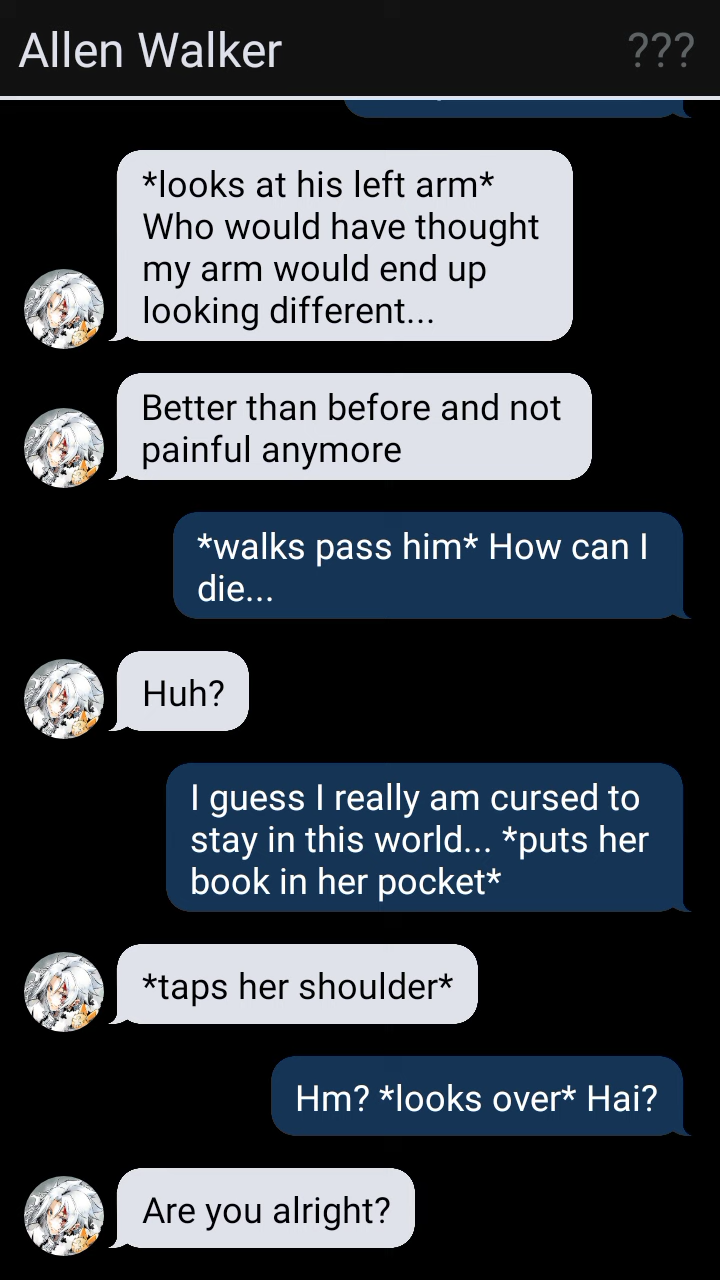 Allen Walker ???
*looks at his left arm*
Who would have thought
my arm would end up
looking different...
Better than before and not
painful anymore
*walks pass him* How can I
die...
Huh?
I guess I really am cursed to
stay in this world... *puts her
book in her pocket*
*taps her shoulder*
Hm? *looks over* Hai?
Are you alright?